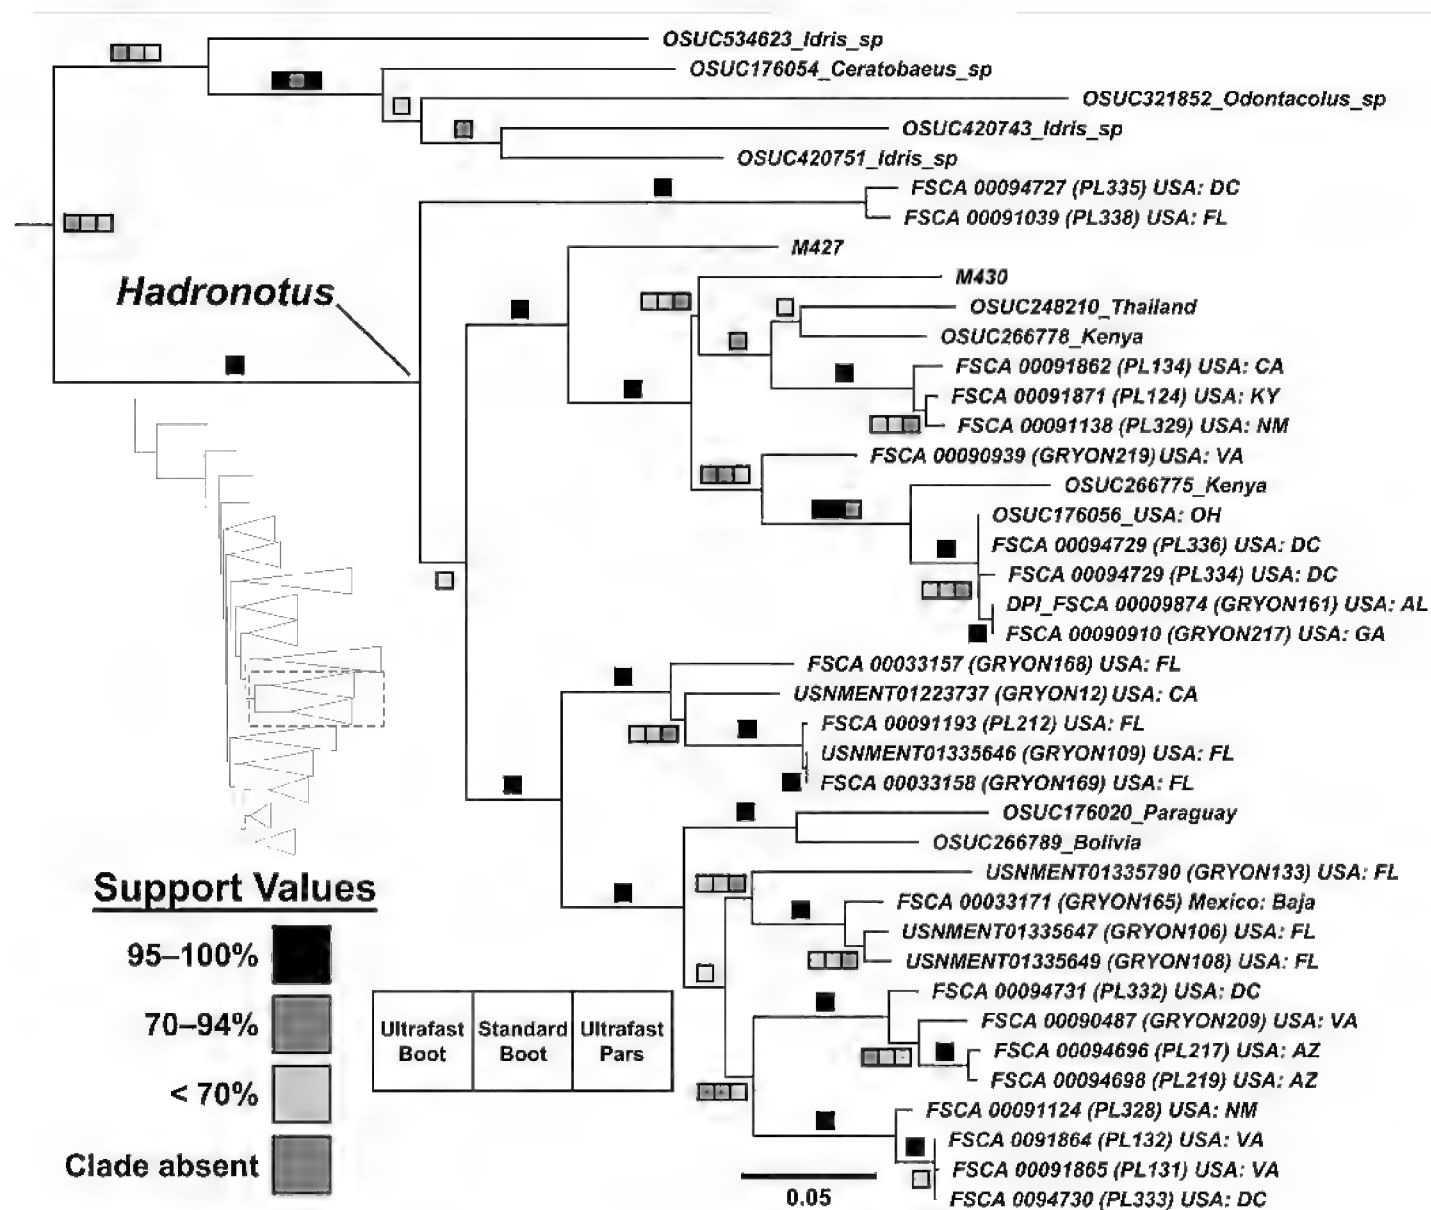 OSUC534623_Idris_sp
OSUC176054_Ceratobaeus_sp
OSUC321852_Odontacolus_sp
OSUC420743_Idris_sp
OSUC420751_Idris_sp
FSCA 00094727 (PL335) USA: DC
FSCA 00091039 (PL338) USA: FL
M427
Hadronotus
M430
OSUC248210_Thailand
OSUC266778_Kenya
FSCA 00091862 (PL134) USA: CA
FSCA 00091871 (PL124) USA: KY
FSCA 00091138 (PL329) USA: NM
FSCA 00090939 (GRYON219) USA: VA
OSUC266775_Kenya
OSUC176056_USA: OH
FSCA 00094729 (PL336) USA: DC
FSCA 00094729 (PL334) USA: DC
DPI_FSCA 00009874 (GRYON161) USA: AL
FSCA 00090910 (GRYON217) USA: GA
FSCA 00033157 (GRYON168) USA: FL
USNMENT01223737 (GRYON12) USA: CA
FSCA 00091193 (PL212) USA: FL
USNMENT01335646 (GRYON109) USA: FL
FSCA 00033158 (GRYON169) USA: FL
OSUC176020_Paraguay
OSUC266789_Bolivia
USNMENT01335790 (GRYON133) USA: FL
FSCA 00033171 (GRYON165) Mexico: Baja
USNMENT01335647 (GRYON106) USA: FL
USNMENT01335649 (GRYON108) USA: FL
FSCA 00094731 (PL332) USA: DC
FSCA 00090487 (GRYON209) USA: VA
FSCA 00094696 (PL217) USA: AZ
FSCA 00094698 (PL219) USA: AZ
FSCA 00091124 (PL328) USA: NM
FSCA 0091864 (PL132) USA: VA
FSCA 00091865 (PL131) USA: VA
FSCA 0094730 (PL333) USA: DC
Support Values
95–100%
70–94%
< 70%
Clade absent
Ultrafast Boot
Standard Boot
Ultrafast Pars
0.05